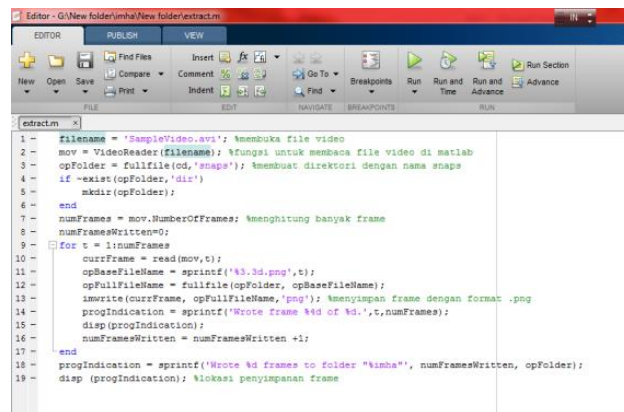 Editor - G:\New folder\imha\New folder\extract.m
IN
EDITOR PUBLISH VIEW
New Open Save Find Files Compare Print
Insert fx Comment Indent
Go To Find
Breakpoints
Run Run and Time Run and Advance Run Section Advance
FILE EDIT NAVIGATE BREAKPOINTS RUN
extract.m ×
1 - filename = 'SampleVideo.avi'; %membuka file video
2 - mov = VideoReader(filename); %fungsi untuk membaca file video di matlab
3 - opFolder = fullfile(cd,'snaps'); %membuat direktori dengan nama snaps
4 - if ~exist(opFolder,'dir')
5 - mkdir(opFolder);
6 - end
7 - numFrames = mov.NumberOfFrames; %menghitung banyak frame
8 - numFramesWritten=0;
9 - for t = 1:numFrames
10 - currFrame = read(mov,t);
11 - opBaseFileName = sprintf('%3.3d.png',t);
12 - opFullFileName = fullfile(opFolder, opBaseFileName);
13 - imwrite(currFrame, opFullFileName,'png'); %menyimpan frame dengan format .png
14 - progIndication = sprintf('Wrote frame %4d of %d.',t,numFrames);
15 - disp(progIndication);
16 - numFramesWritten = numFramesWritten +1;
17 - end
18 - progIndication = sprintf('Wrote %d frames to folder "%imha"', numFramesWritten, opFolder);
19 - disp (progIndication); %lokasi penyimpanan frame